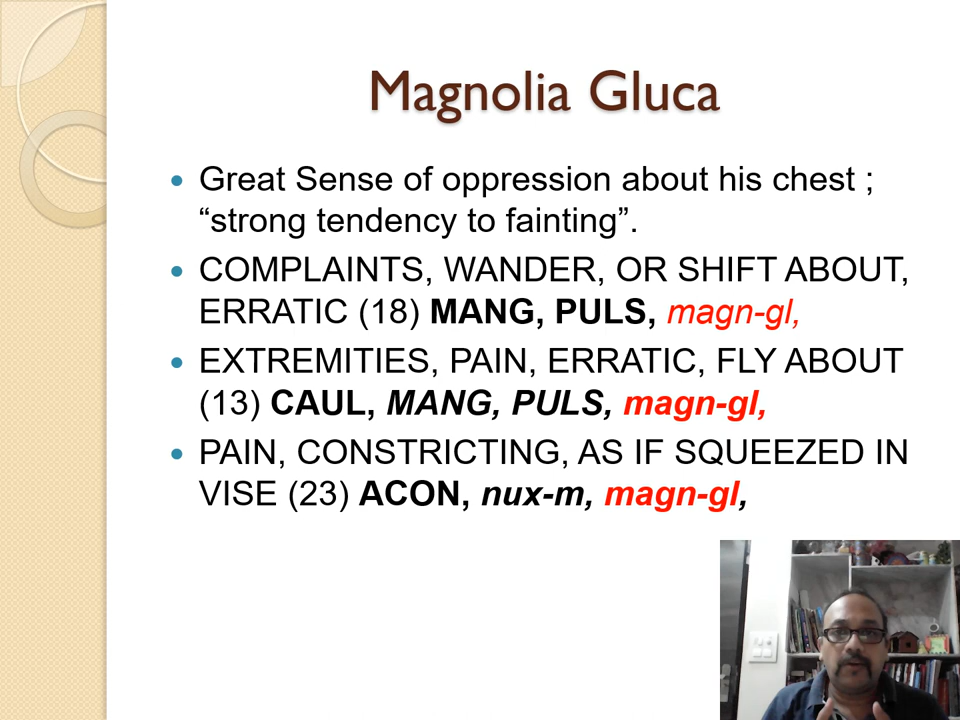 Magnolia Gluca
• Great Sense of oppression about his chest ;
“strong tendency to fainting”.
• COMPLAINTS, WANDER, OR SHIFT ABOUT,
ERRATIC (18) MANG, PULS, magn-gl,
• EXTREMITIES, PAIN, ERRATIC, FLY ABOUT
(13) CAUL, MANG, PULS, magn-gl,
• PAIN, CONSTRICTING, AS IF SQUEEZED IN
VISE (23) ACON, nux-m, magn-gl,